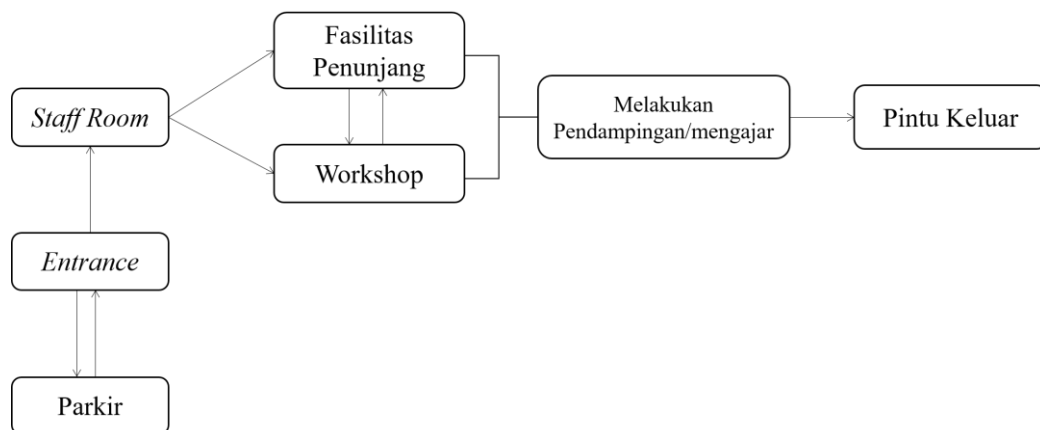 Fasilitas
Penunjang
Staff Room
Melakukan
Pendampingan/mengajar
Pintu Keluar
Workshop
Entrance
Parkir